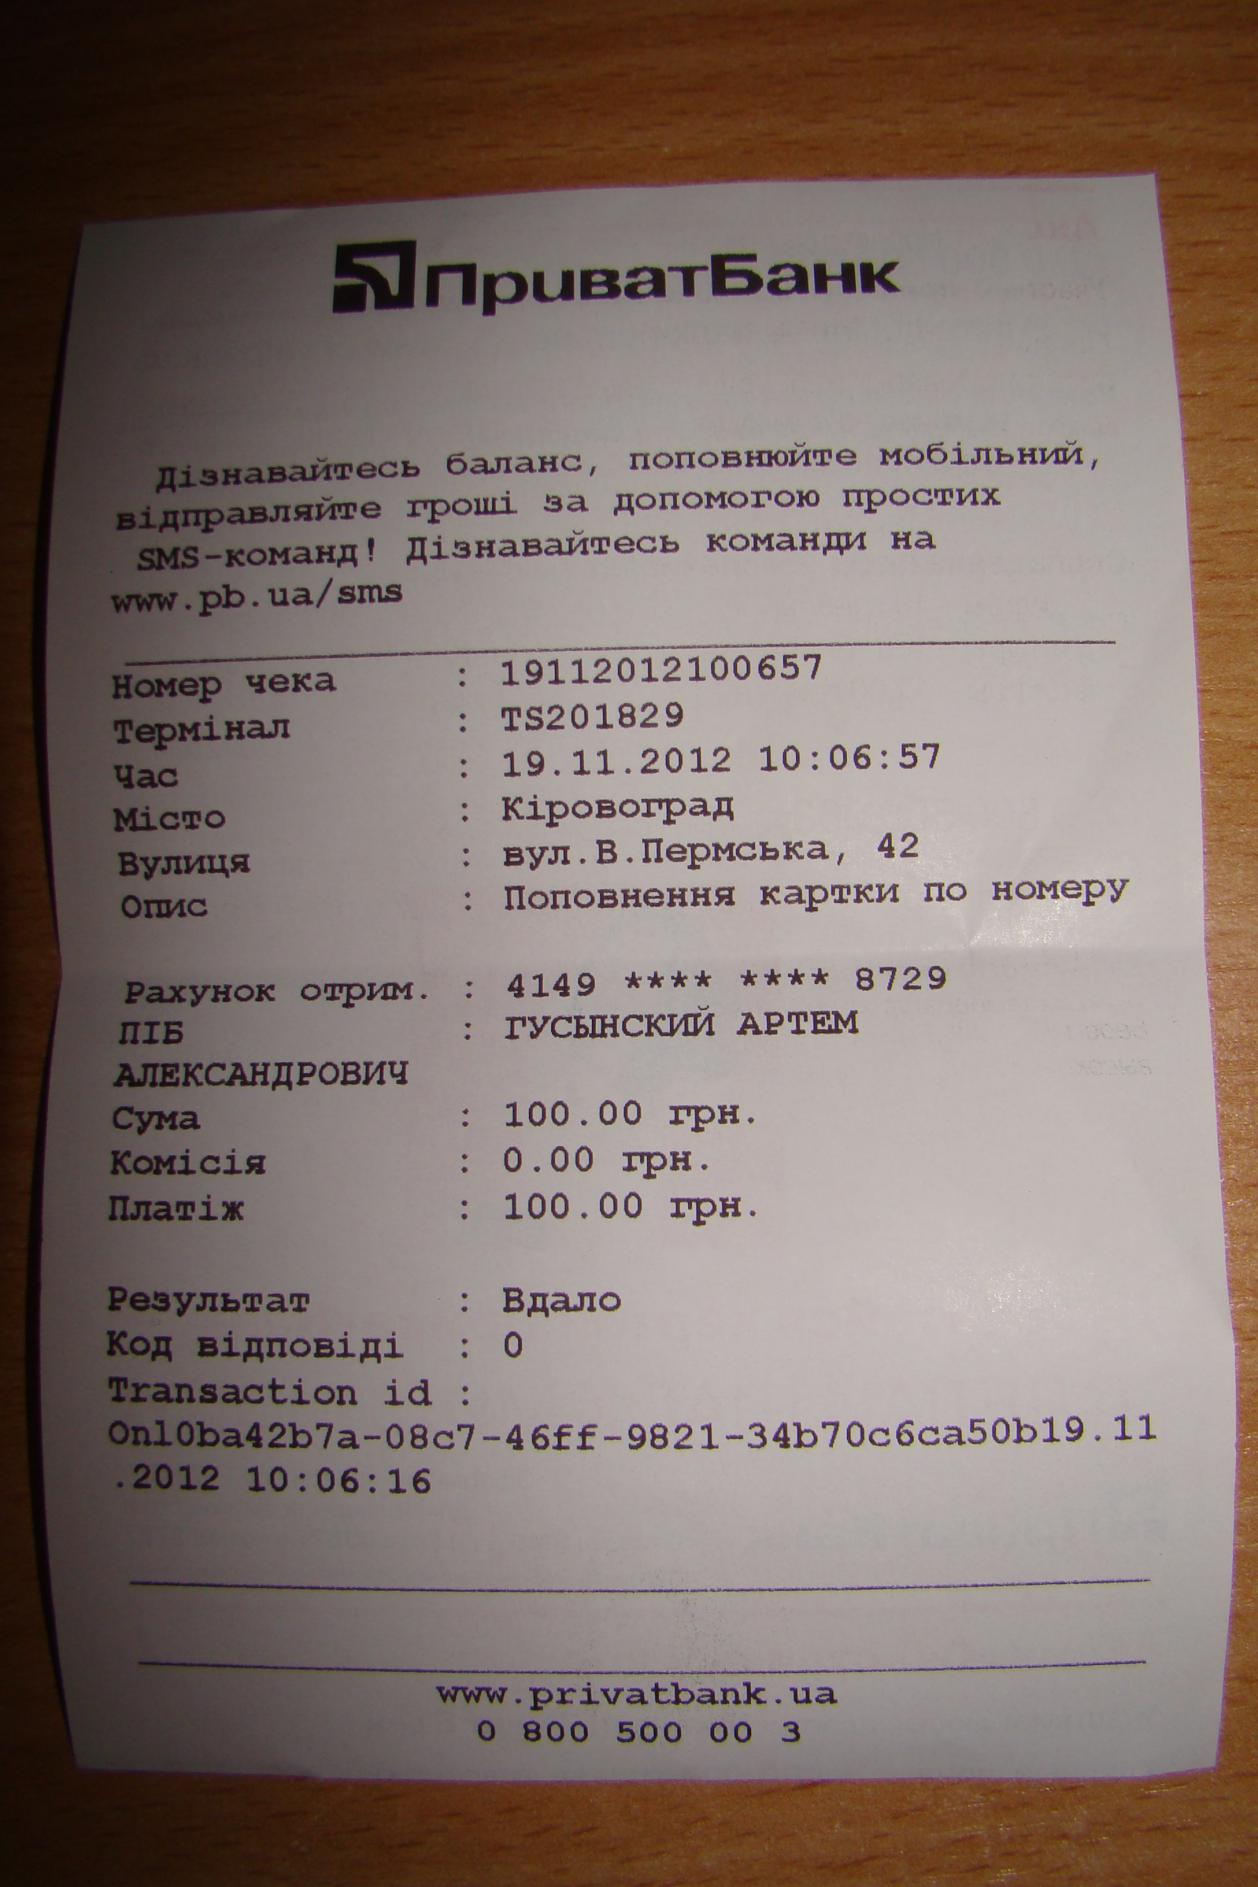 ПриватБанк
Дізнавайтесь баланс, поповнюйте мобільний,
відправляйте гроші за допомогою простих
SMS-команд! Дізнавайтесь команди на
www.pb.ua/sms
Номер чека : 19112012100657
Термінал : TS201829
Час : 19.11.2012 10:06:57
Місто : Кіровоград
Вулиця : вул.В.Пермська, 42
Опис : Поповнення картки по номеру
Рахунок отрим. : 4149 **** **** 8729
ПІБ : ГУСЫНСКИЙ АРТЕМ
АЛЕКСАНДРОВИЧ
Сума : 100.00 грн.
Комісія : 0.00 грн.
Платіж : 100.00 грн.
Результат : Вдало
Код відповіді : 0
Transaction id :
Onl0ba42b7a-08c7-46ff-9821-34b70c6ca50b19.11
.2012 10:06:16
www.privatbank.ua
0 800 500 00 3